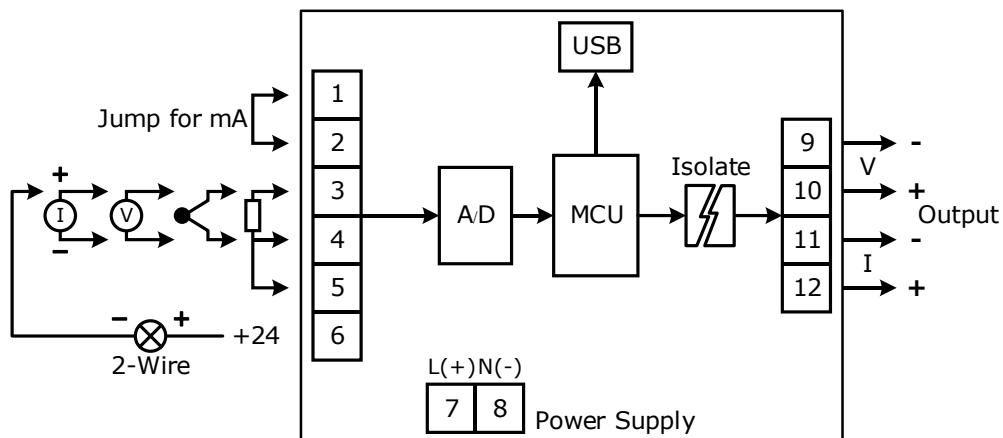 USB
Jump for mA
1
2
3
4
5
6
+
I
−
V
A/D
MCU
Isolate
9
10
11
12
-
V
+
Output
-
I
+
− +
+24
2-Wire
L(+) N(-)
7 8
Power Supply